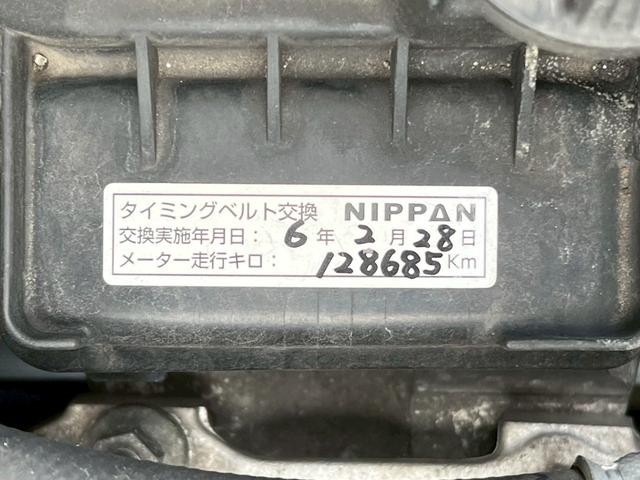 タイミングベルト交換 NIPPAN
交換実施年月日： 6 年 2 月 28 日
メーター走行キロ： 128685 Km